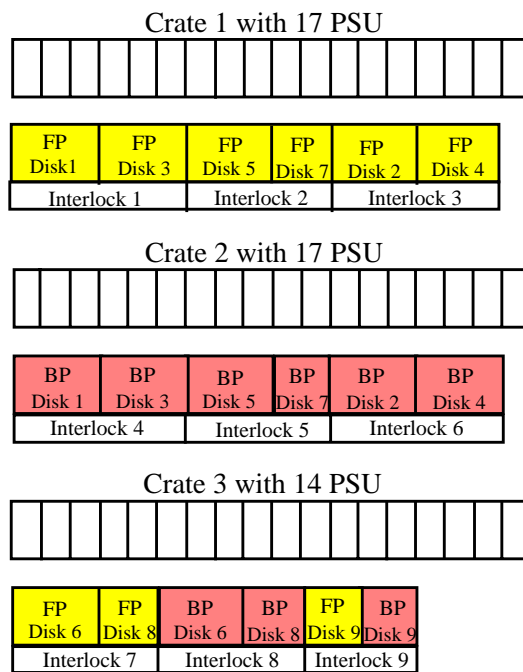 Crate 1 with 17 PSU
FP FP FP FP FP FP
Disk1 Disk 3 Disk 5 Disk 7 Disk 2 Disk 4
Interlock 1 Interlock 2 Interlock 3
Crate 2 with 17 PSU
BP BP BP BP BP BP
Disk 1 Disk 3 Disk 5 Disk 7 Disk 2 Disk 4
Interlock 4 Interlock 5 Interlock 6
Crate 3 with 14 PSU
FP FP BP BP FP BP
Disk 6 Disk 8 Disk 6 Disk 8 Disk 9 Disk 9
Interlock 7 Interlock 8 Interlock 9